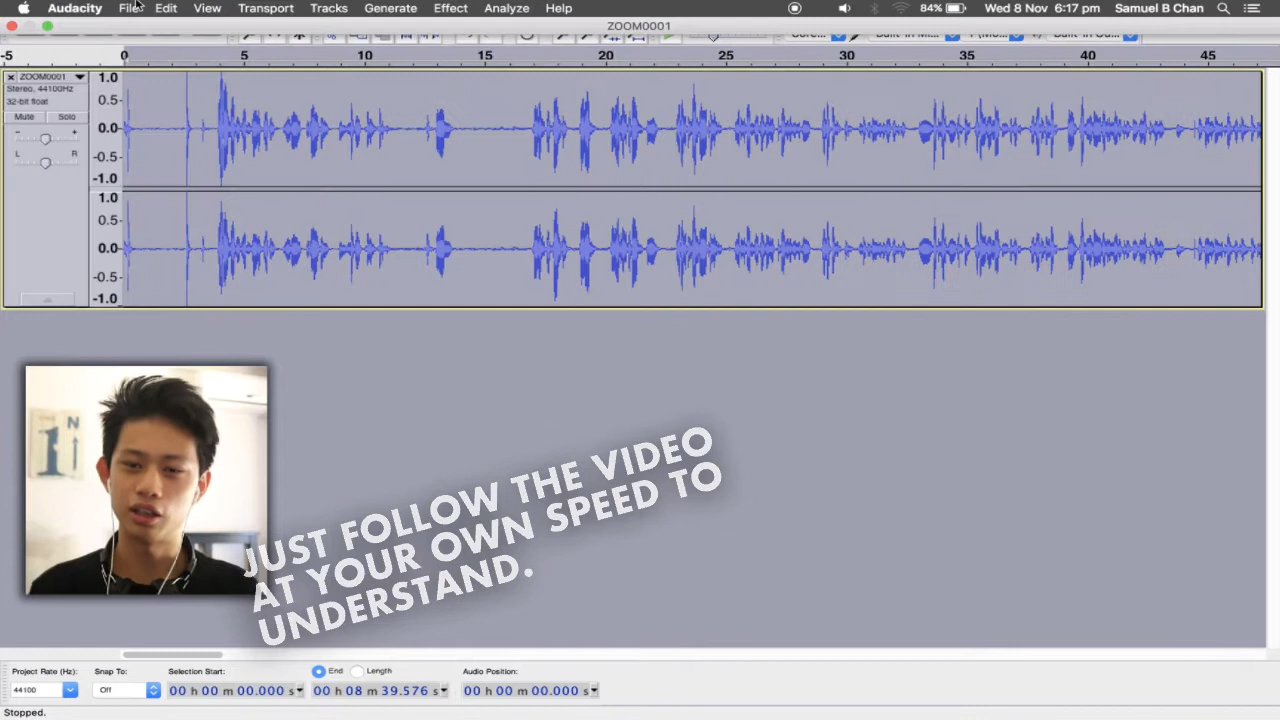 Audacity File Edit View Transport Tracks Generate Effect Analyze Help 84% Wed 8 Nov 6:17 pm Samuel B Chan
ZOOM0001
-5 0 5 10 15 20 25 30 35 40 45
ZOOM0001
Stereo, 44100Hz
32-bit float
Mute Solo
- +
L R
1.0
0.5
0.0
-0.5
-1.0
1.0
0.5
0.0
-0.5
-1.0
1 N
JUST FOLLOW THE VIDEO
AT YOUR OWN SPEED TO
UNDERSTAND.
Project Rate (Hz): Snap To: Selection Start: End Length Audio Position:
44100 Off 00 h 00 m 00.000 s 00 h 08 m 39.576 s 00 h 00 m 00.000 s
Stopped.